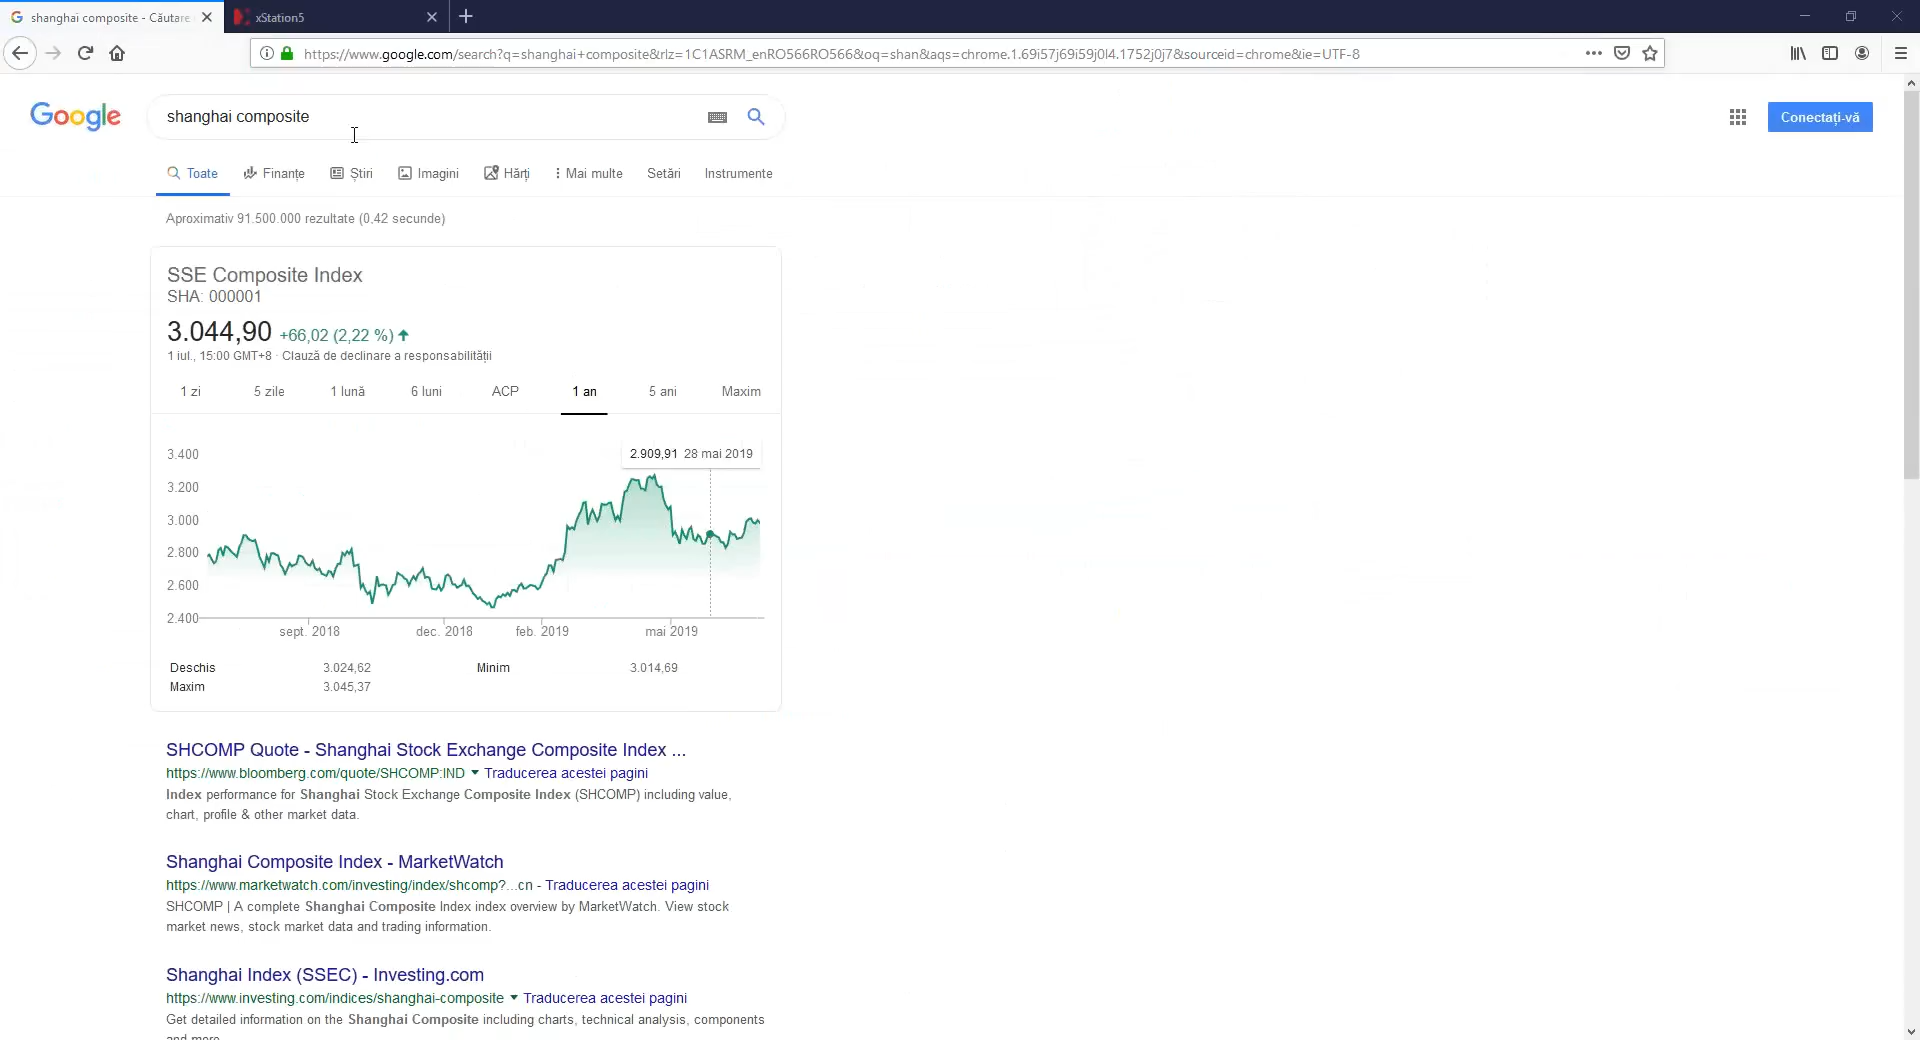 shanghai composite - Căutare
xStation5
https://www.google.com/search?q=shanghai+composite&rlz=1C1ASRM_enRO566RO566&oq=shan&aqs=chrome.1.69i57j69i59j0l4.1752j0j7&sourceid=chrome&ie=UTF-8
Google
shanghai composite
Conectați-vă
Toate Finanțe Știri Imagini Hărți Mai multe Setări Instrumente
Aproximativ 91.500.000 rezultate (0,42 secunde)
SSE Composite Index
SHA: 000001
3.044,90 +66,02 (2,22 %)
1 iul., 15:00 GMT+8 · Clauză de declinare a responsabilității
1 zi 5 zile 1 lună 6 luni ACP 1 an 5 ani Maxim
2.909,91 28 mai 2019
3.400
3.200
3.000
2.800
2.600
2.400
sept. 2018 dec. 2018 feb. 2019 mai 2019
Deschis 3.024,62 Minim 3.014,69
Maxim 3.045,37
SHCOMP Quote - Shanghai Stock Exchange Composite Index ...
https://www.bloomberg.com/quote/SHCOMP:IND Traducerea acestei pagini
Index performance for Shanghai Stock Exchange Composite Index (SHCOMP) including value,
chart, profile & other market data.
Shanghai Composite Index - MarketWatch
https://www.marketwatch.com/investing/index/shcomp?...cn - Traducerea acestei pagini
SHCOMP | A complete Shanghai Composite Index index overview by MarketWatch. View stock
market news, stock market data and trading information.
Shanghai Index (SSEC) - Investing.com
https://www.investing.com/indices/shanghai-composite Traducerea acestei pagini
Get detailed information on the Shanghai Composite including charts, technical analysis, components
and more.